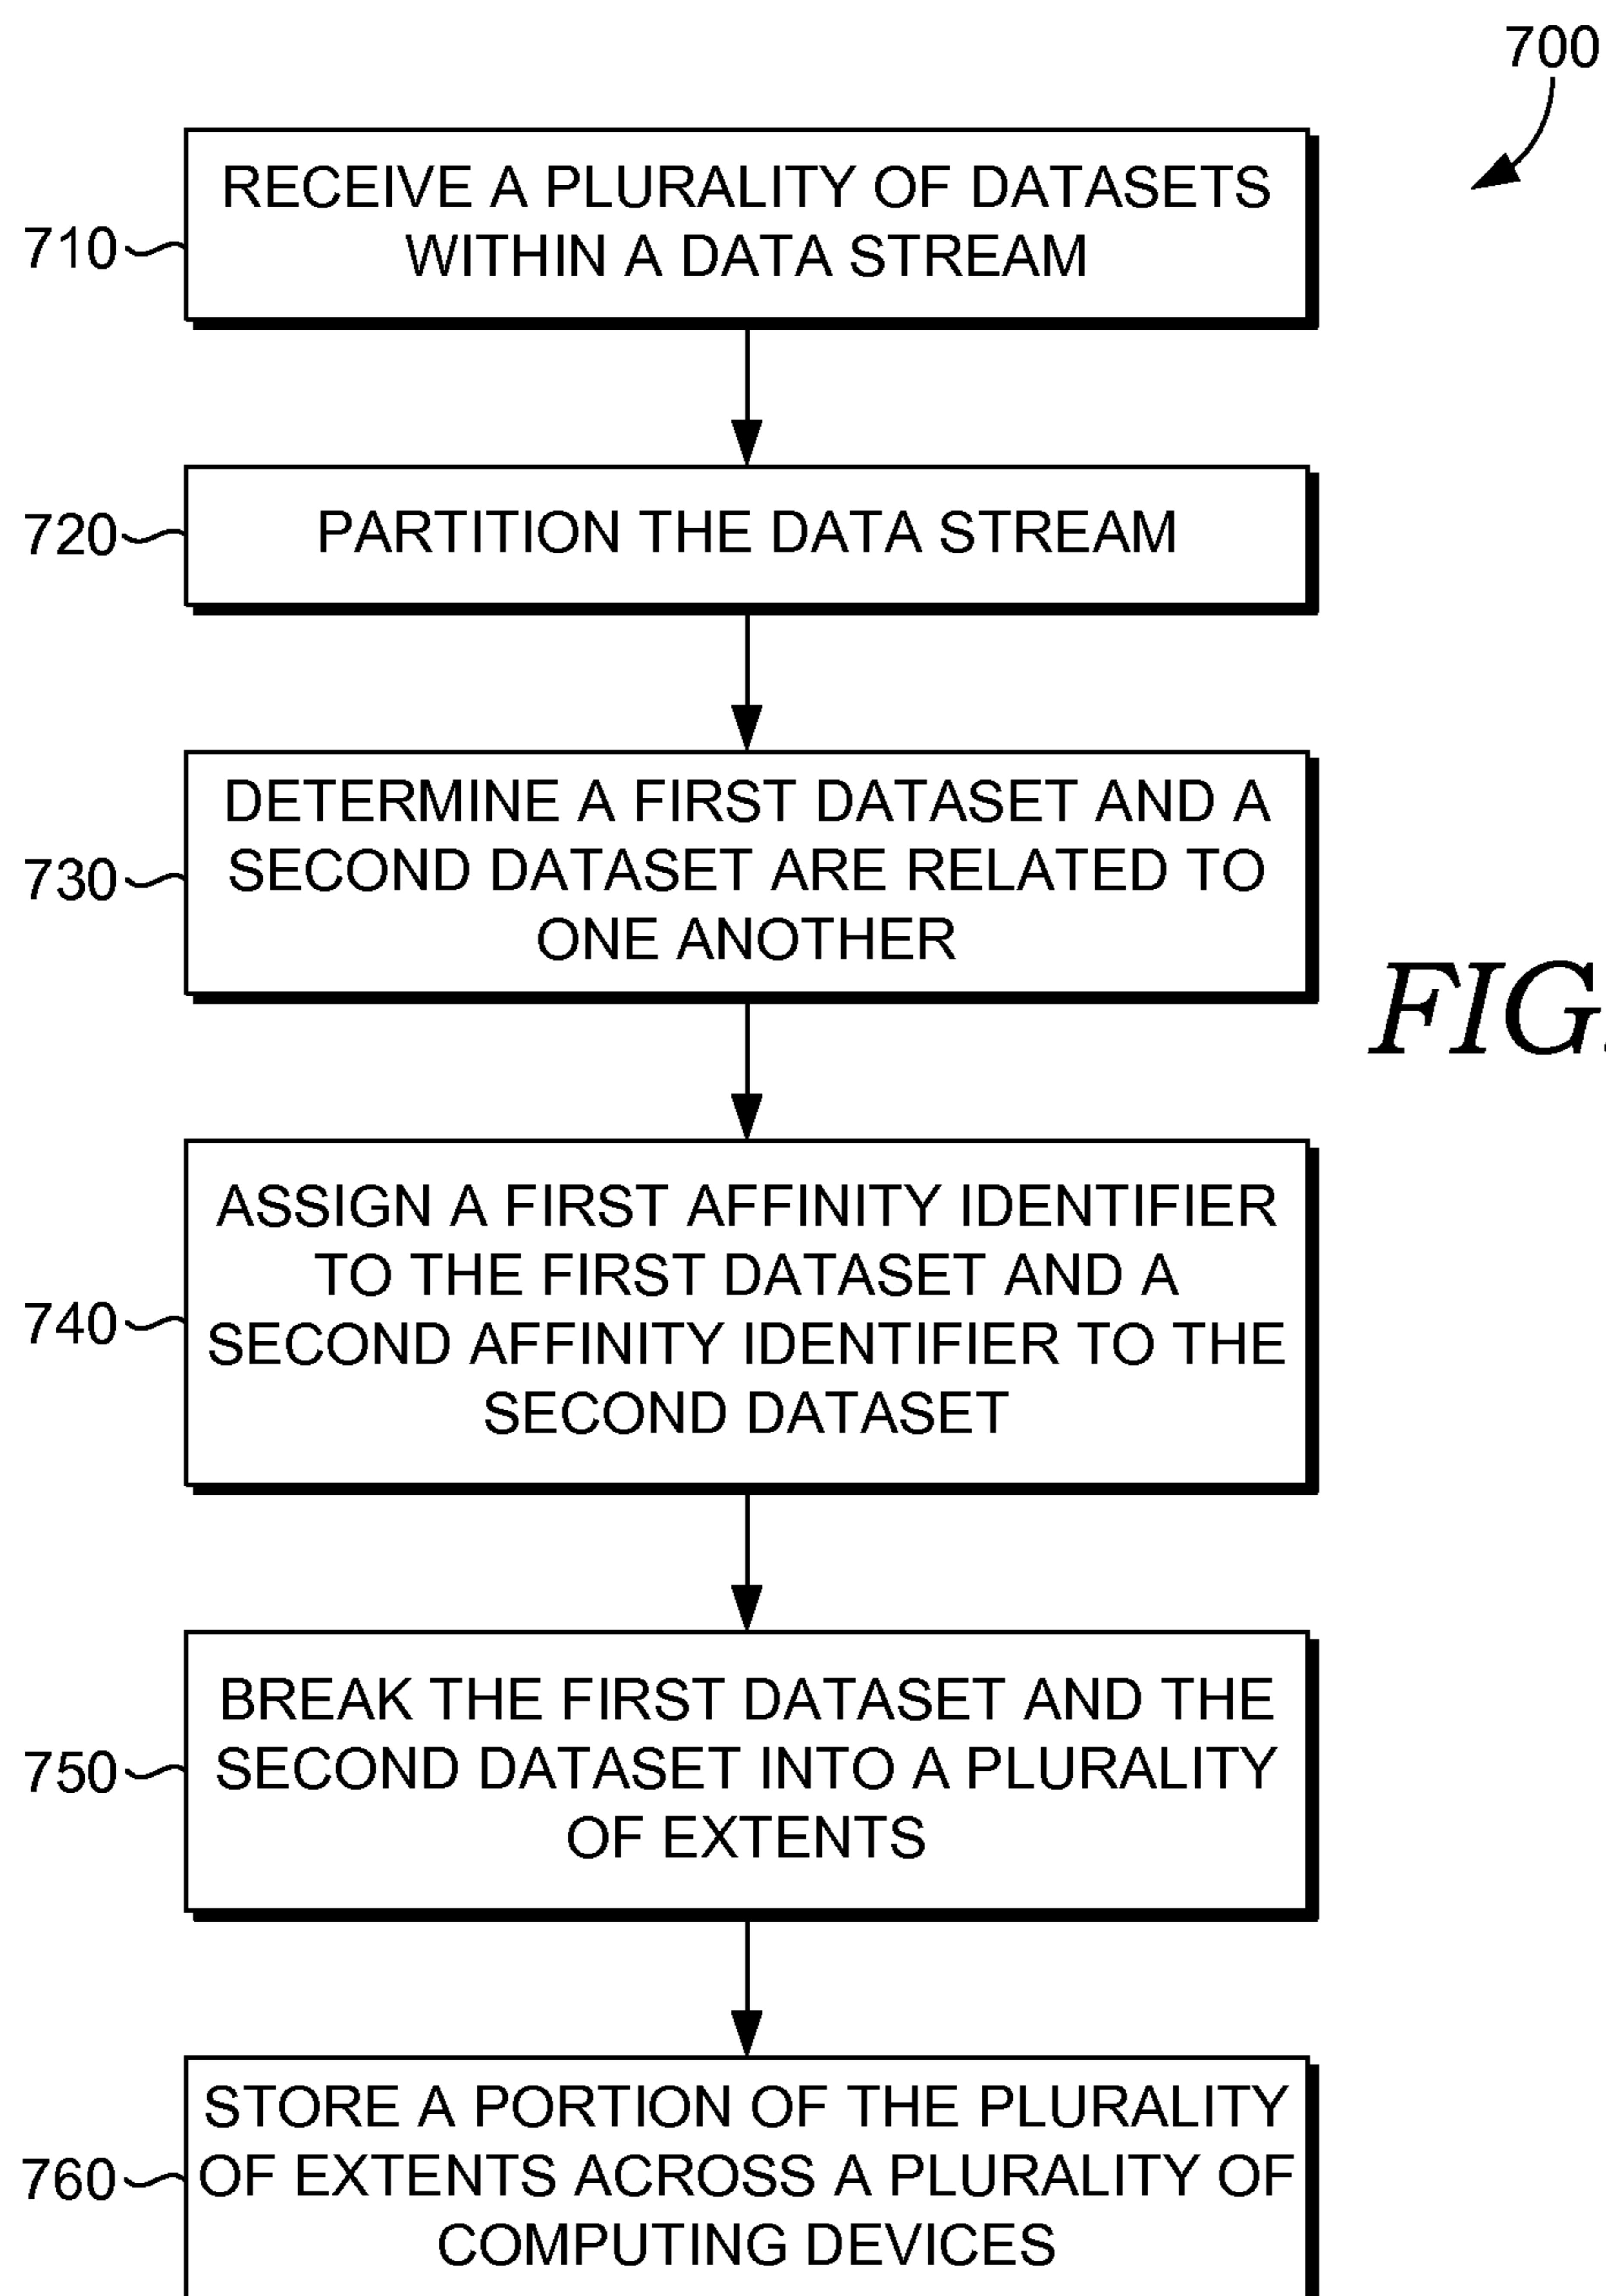 700
RECEIVE A PLURALITY OF DATASETS
WITHIN A DATA STREAM
710
PARTITION THE DATA STREAM
720
DETERMINE A FIRST DATASET AND A
SECOND DATASET ARE RELATED TO
ONE ANOTHER
730
FIG.
ASSIGN A FIRST AFFINITY IDENTIFIER
TO THE FIRST DATASET AND A
SECOND AFFINITY IDENTIFIER TO THE
SECOND DATASET
740
BREAK THE FIRST DATASET AND THE
SECOND DATASET INTO A PLURALITY
OF EXTENTS
750
STORE A PORTION OF THE PLURALITY
OF EXTENTS ACROSS A PLURALITY OF
COMPUTING DEVICES
760